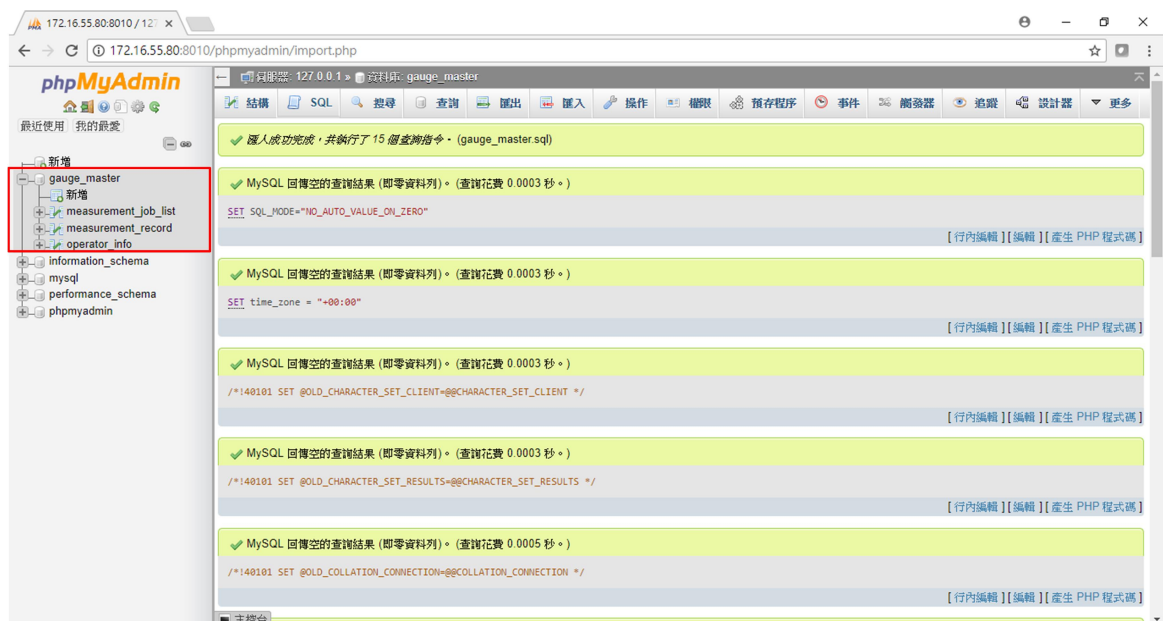 172.16.55.80:8010 / 127
172.16.55.80:8010/phpmyadmin/import.php
phpMyAdmin
最近使用 我的最愛
新增
gauge_master
新增
measurement_job_list
measurement_record
operator_info
information_schema
mysql
performance_schema
phpmyadmin
伺服器: 127.0.0.1 » 資料庫: gauge_master
結構 SQL 搜尋 查詢 匯出 匯入 操作 權限 預存程序 事件 觸發器 追蹤 設計器 更多
匯入成功完成，共執行了 15 個查詢指令。 (gauge_master.sql)
MySQL 回傳空的查詢結果 (即零資料列)。 (查詢花費 0.0003 秒。)
SET SQL_MODE="NO_AUTO_VALUE_ON_ZERO"
[ 行內編輯 ] [ 編輯 ] [ 產生 PHP 程式碼 ]
MySQL 回傳空的查詢結果 (即零資料列)。 (查詢花費 0.0003 秒。)
SET time_zone = "+00:00"
[ 行內編輯 ] [ 編輯 ] [ 產生 PHP 程式碼 ]
MySQL 回傳空的查詢結果 (即零資料列)。 (查詢花費 0.0003 秒。)
/*!40101 SET @OLD_CHARACTER_SET_CLIENT=@@CHARACTER_SET_CLIENT */
[ 行內編輯 ] [ 編輯 ] [ 產生 PHP 程式碼 ]
MySQL 回傳空的查詢結果 (即零資料列)。 (查詢花費 0.0003 秒。)
/*!40101 SET @OLD_CHARACTER_SET_RESULTS=@@CHARACTER_SET_RESULTS */
[ 行內編輯 ] [ 編輯 ] [ 產生 PHP 程式碼 ]
MySQL 回傳空的查詢結果 (即零資料列)。 (查詢花費 0.0005 秒。)
/*!40101 SET @OLD_COLLATION_CONNECTION=@@COLLATION_CONNECTION */
[ 行內編輯 ] [ 編輯 ] [ 產生 PHP 程式碼 ]
主控台